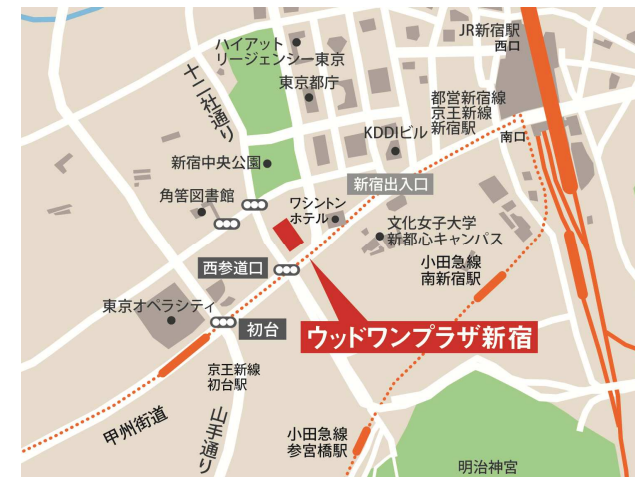 JR新宿駅
西口
ハイアット
リージェンシー東京
十二社通り
東京都庁
都営新宿線
京王新線
新宿駅
KDDIビル
南口
新宿中央公園
新宿出入口
角筈図書館
ワシントン
ホテル
文化女子大学
新都心キャンパス
西参道口
小田急線
南新宿駅
東京オペラシティ
初台
ウッドワンプラザ新宿
京王新線
初台駅
甲州街道
山手通り
小田急線
参宮橋駅
明治神宮